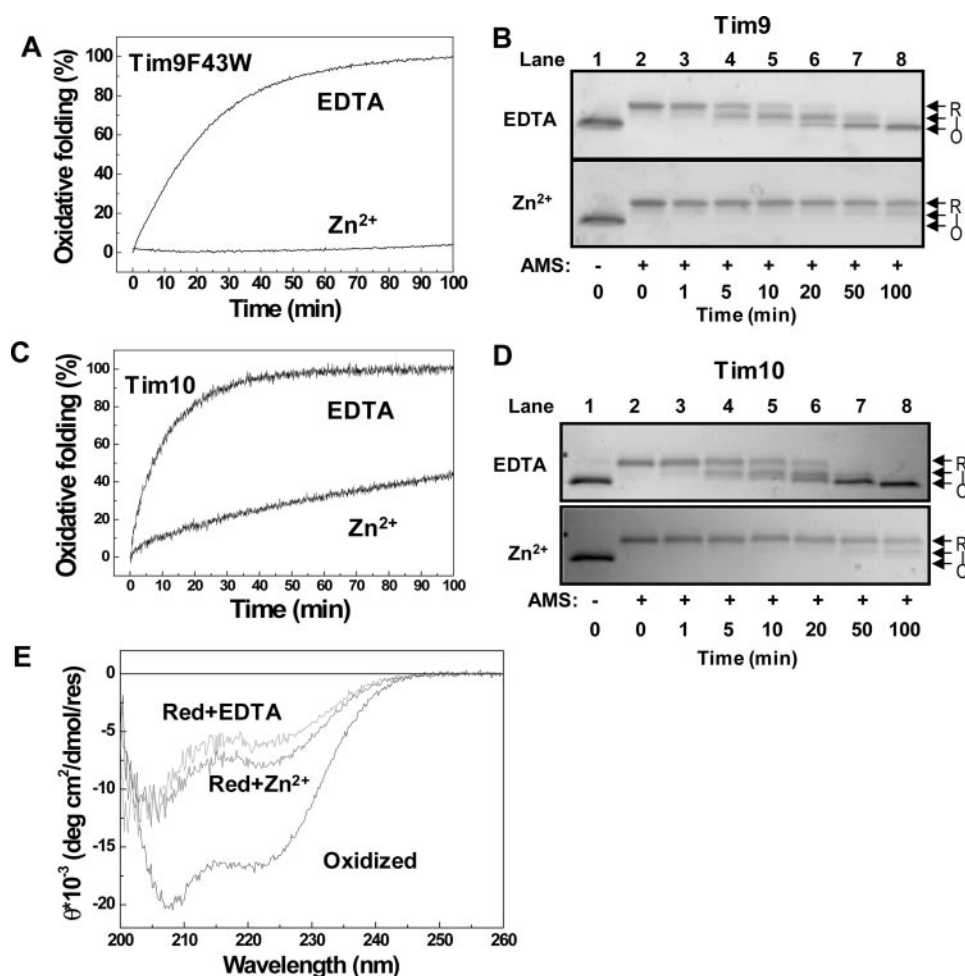 A
Tim9F43W
EDTA
Zn2+
Oxidative folding (%)
100
80
60
40
20
0
0 10 20 30 40 50 60 70 80 90 100
Time (min)
B
Tim9
Lane 1 2 3 4 5 6 7 8
EDTA
R
I
O
Zn2+
R
I
O
AMS: - + + + + + + +
0 0 1 5 10 20 50 100
Time (min)
C
Tim10
EDTA
Zn2+
Oxidative folding (%)
100
80
60
40
20
0
0 10 20 30 40 50 60 70 80 90 100
Time (min)
D
Tim10
Lane 1 2 3 4 5 6 7 8
EDTA
R
I
O
Zn2+
R
I
O
AMS: - + + + + + + +
0 0 1 5 10 20 50 100
Time (min)
E
Red+EDTA
Red+Zn2+
Oxidized
θ*10-3 (deg cm2/dmol/res)
0
-5
-10
-15
-20
200 210 220 230 240 250 260
Wavelength (nm)